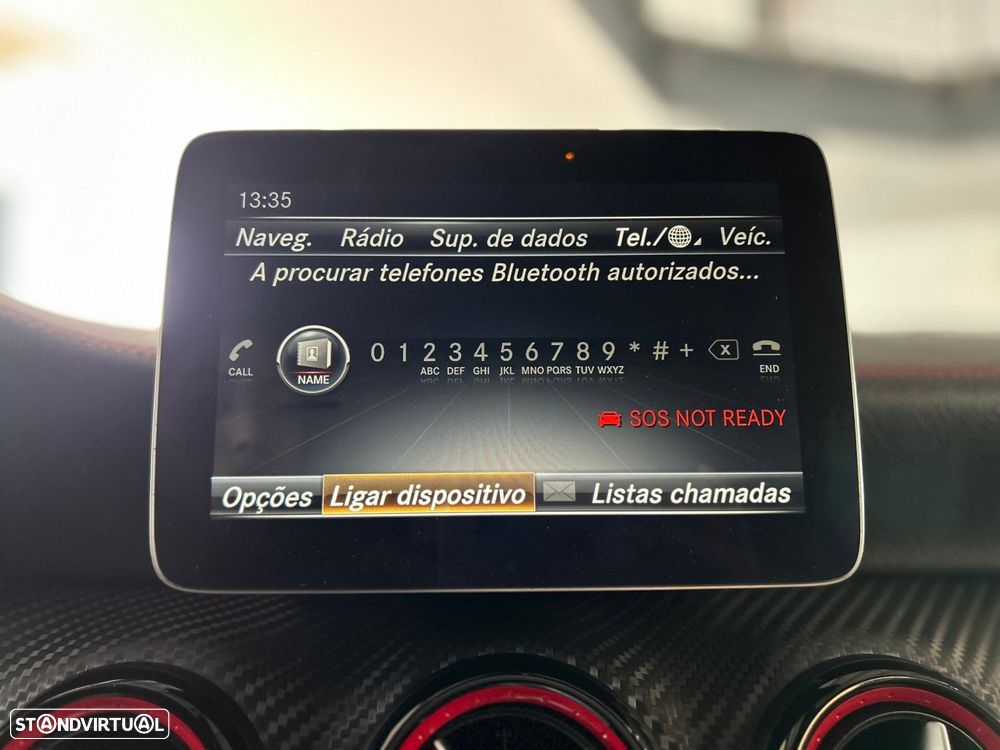 13:35
Naveg. Rádio Sup. de dados Tel./ Veíc.
A procurar telefones Bluetooth autorizados...
0 1 2 3 4 5 6 7 8 9 * # + X
CALL NAME ABC DEF GHI JKL MNO PQRS TUV WXYZ END
SOS NOT READY
Opções Ligar dispositivo Listas chamadas
STANDVIRTUAL